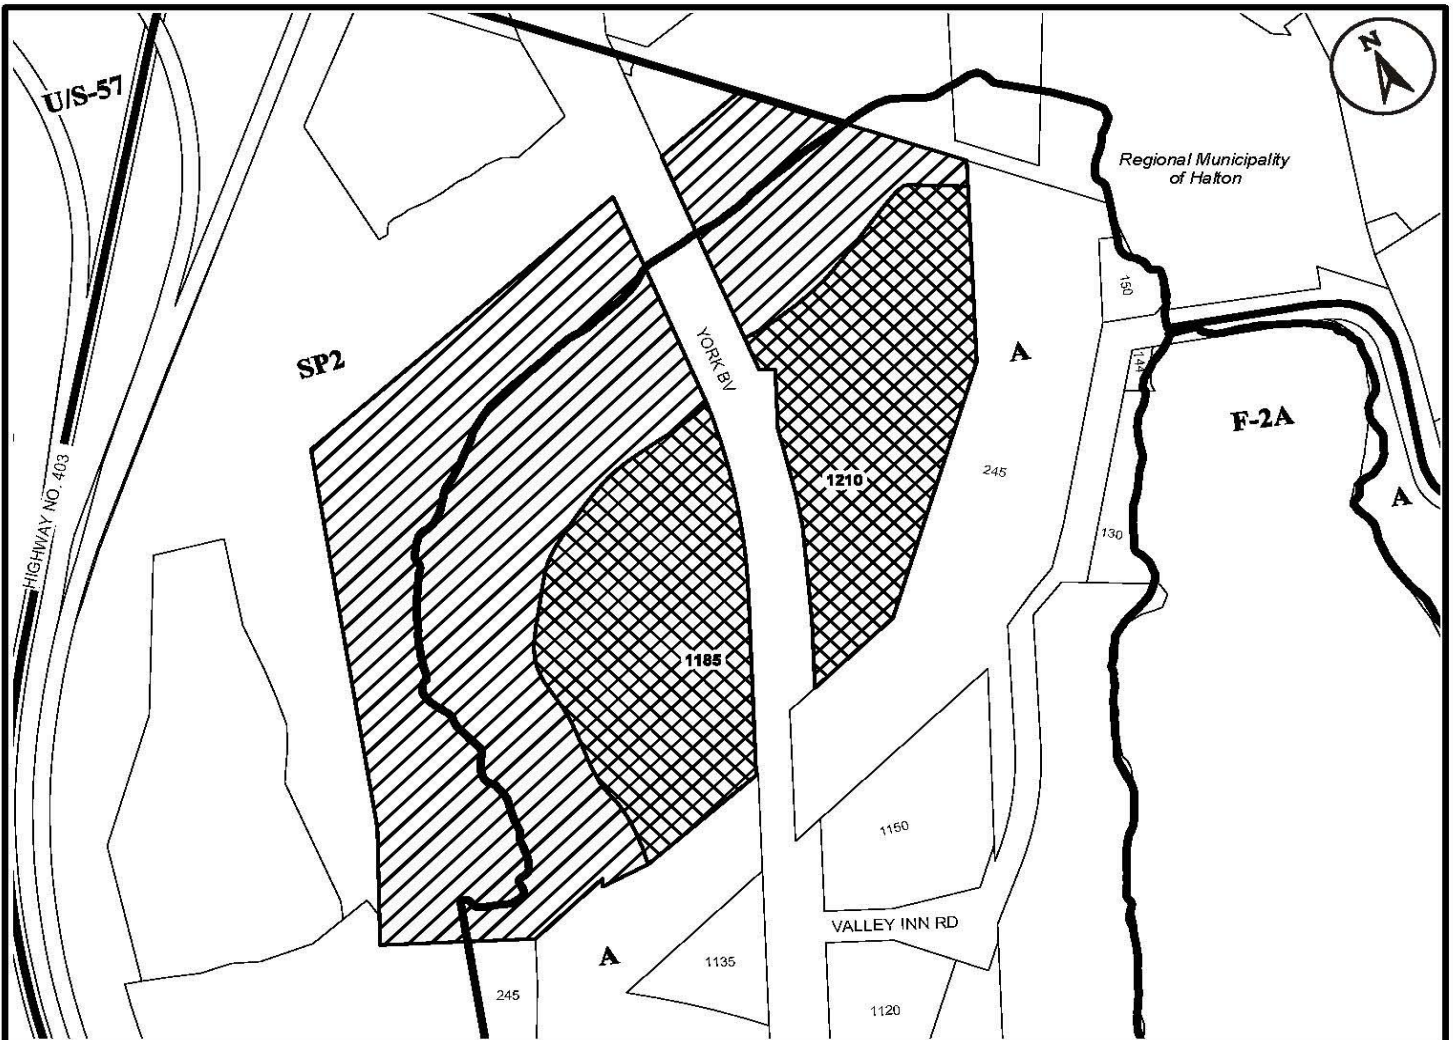 N
U/S-57
Regional Municipality
of Halton
150
YORK BV
144
SP2
A
F-2A
HIGHWAY NO. 403
245
1210
A
130
1185
1150
VALLEY INN RD
A
1135
245
1120